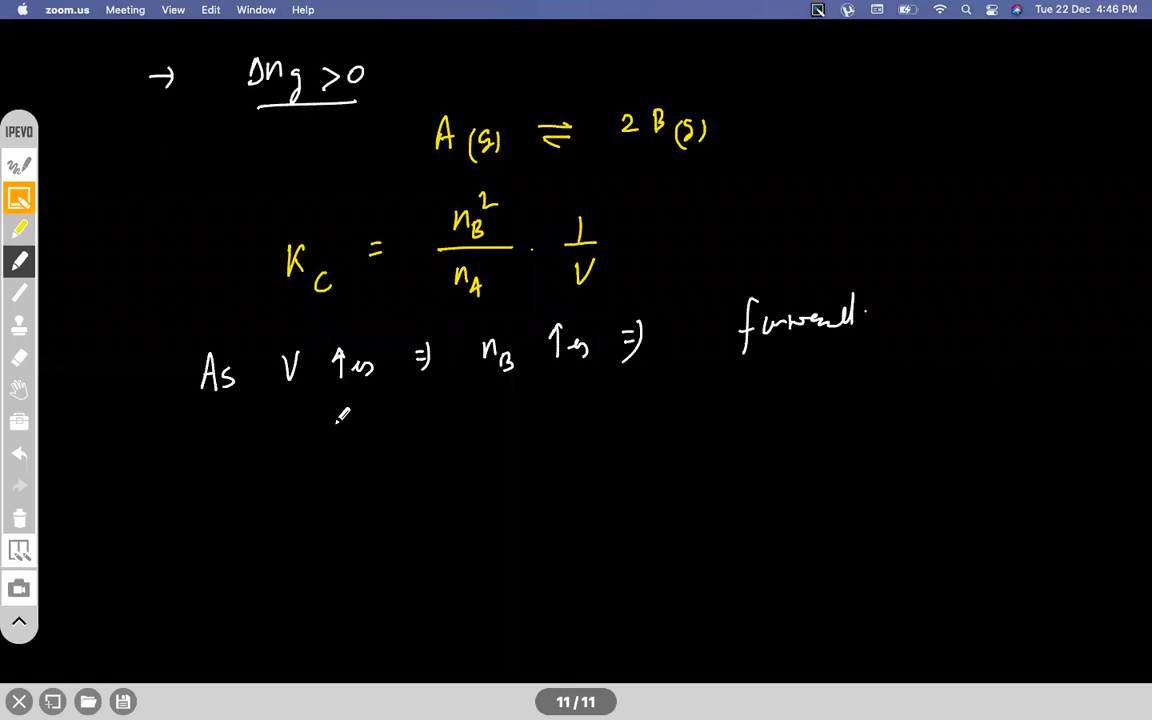 zoom.us Meeting View Edit Window Help Tue 22 Dec 4:46 PM
→ Δng > 0
IPEVO
A(g) ⇌ 2 B(g)
Kc = nB² / nA · 1 / V
As V ↑es ⇒ nB ↑es ⇒ forward.
11 / 11